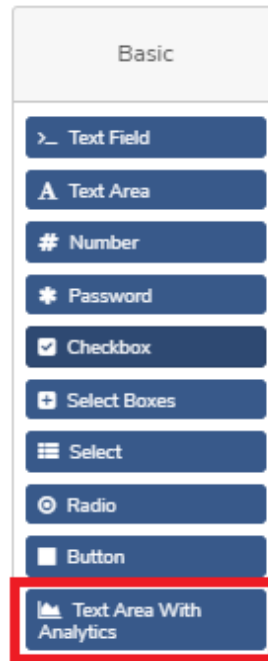 Basic
Text Field
Text Area
Number
Password
Checkbox
Select Boxes
Select
Radio
Button
Text Area With
Analytics